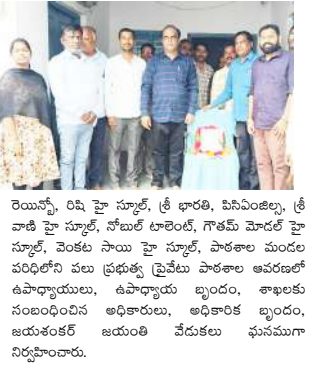 రెయిన్బో, రిషి హై స్కూల్, శ్రీ భారతి, పిసిఏంజిల్స, శ్రీ
వాణి హై స్కూల్, నోబుల్ టాలెంట్, గౌతమ్ మోడల్ హై
స్కూల్, వెంకట సాయి హై స్కూల్, పాఠశాల మండల
పరిధిలోని పలు ప్రభుత్వ ప్రైవేటు పాఠశాల ఆవరణలో
ఉపాధ్యాయులు, ఉపాధ్యాయ బృందం, శాఖలకు
సంబంధించిన అధికారులు, అధికారిక బృందం,
జయశంకర్ జయంతి వేడుకలు ఘనముగా
నిర్వహించారు.